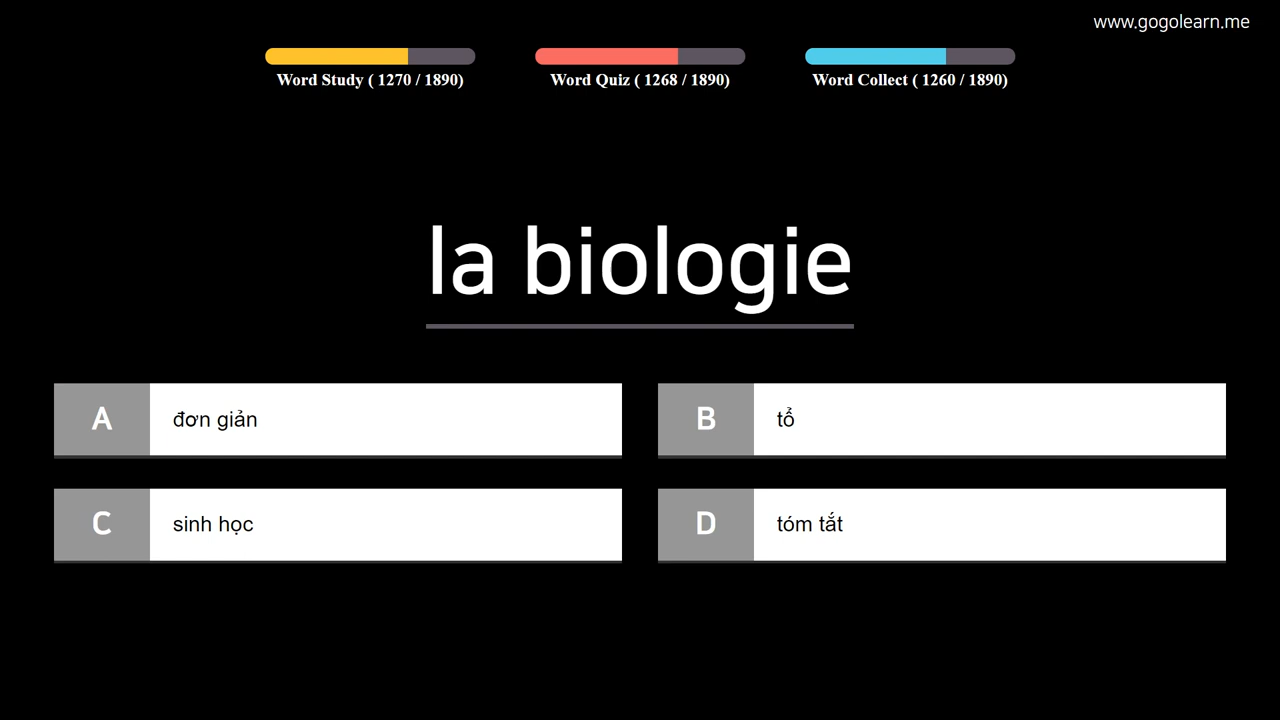 www.gogolearn.me
Word Study ( 1270 / 1890)
Word Quiz ( 1268 / 1890)
Word Collect ( 1260 / 1890)
la biologie
A đơn giản
B tổ
C sinh học
D tóm tắt